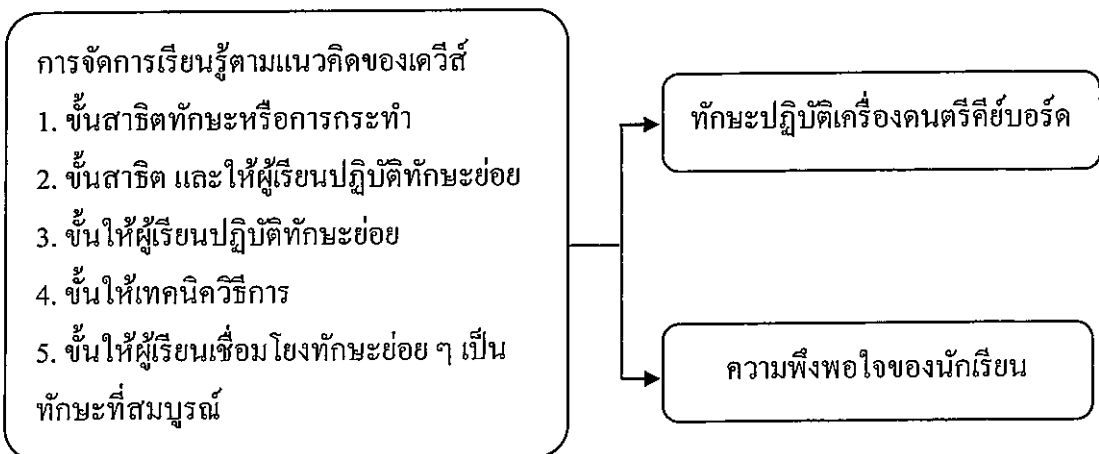 การจัดการเรียนรู้ตามแนวคิดของเดวีส์
1. ขั้นสาธิตทักษะหรือการกระทำ
2. ขั้นสาธิต และให้ผู้เรียนปฏิบัติทักษะย่อย
3. ขั้นให้ผู้เรียนปฏิบัติทักษะย่อย
4. ขั้นให้เทคนิควิธีการ
5. ขั้นให้ผู้เรียนเชื่อมโยงทักษะย่อย ๆ เป็น
ทักษะที่สมบูรณ์
ทักษะปฏิบัติเครื่องดนตรีคีย์บอร์ด
ความพึงพอใจของนักเรียน